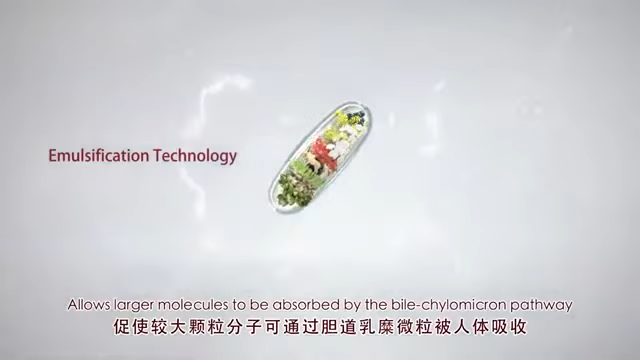 Emulsification Technology
Allows larger molecules to be absorbed by the bile-chylomicron pathway
促使较大颗粒分子可通过胆道乳糜微粒被人体吸收